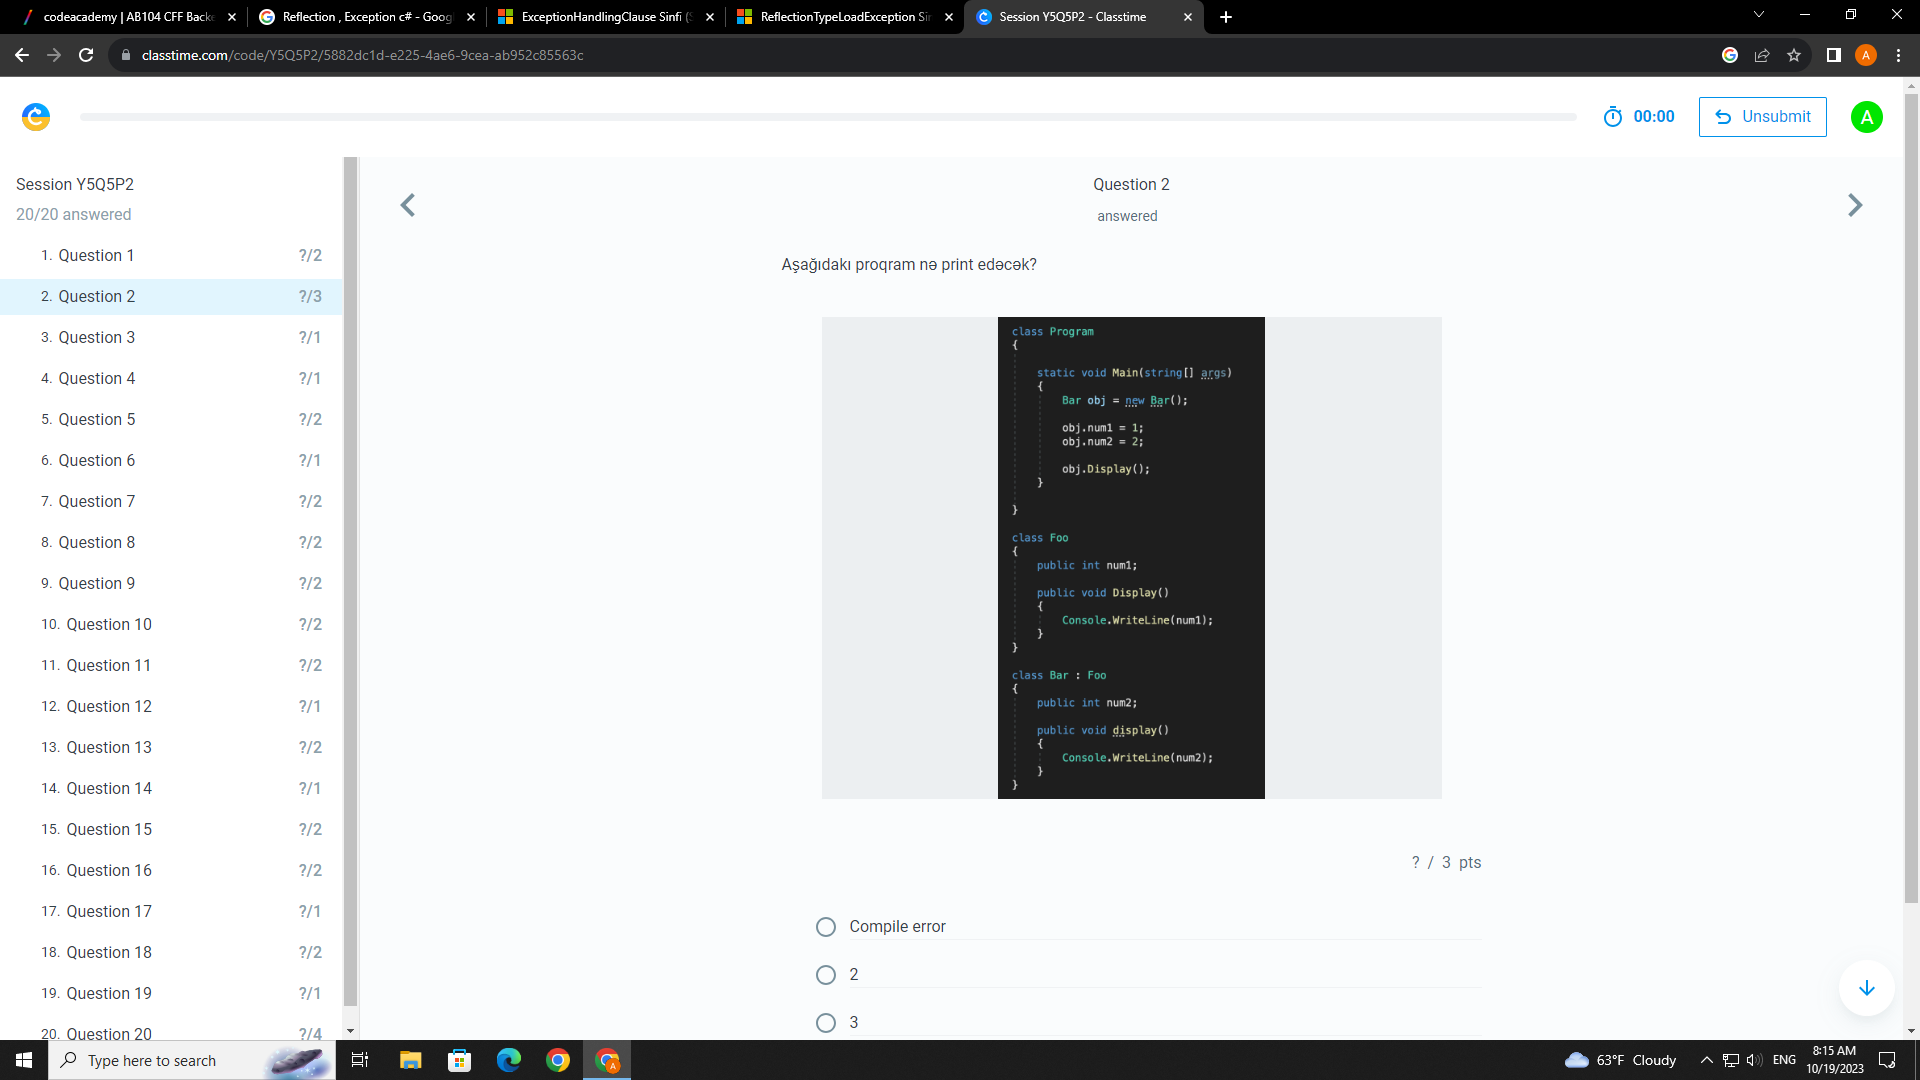 codeacademy | AB104 CFF Backe
Reflection , Exception c# - Goog
ExceptionHandlingClause Sinfi (S
ReflectionTypeLoadException Sin
Session Y5Q5P2 - Classtime
classtime.com/code/Y5Q5P2/5882dc1d-e225-4ae6-9cea-ab952c85563c
A
00:00
Unsubmit
A
Session Y5Q5P2
20/20 answered
1. Question 1 ?/2
2. Question 2 ?/3
3. Question 3 ?/1
4. Question 4 ?/1
5. Question 5 ?/2
6. Question 6 ?/1
7. Question 7 ?/2
8. Question 8 ?/2
9. Question 9 ?/2
10. Question 10 ?/2
11. Question 11 ?/2
12. Question 12 ?/1
13. Question 13 ?/2
14. Question 14 ?/1
15. Question 15 ?/2
16. Question 16 ?/2
17. Question 17 ?/1
18. Question 18 ?/2
19. Question 19 ?/1
20. Question 20 ?/4
Question 2
answered
Aşağıdakı proqram nə print edəcək?
class Program
{
static void Main(string[] args)
{
Bar obj = new Bar();
obj.num1 = 1;
obj.num2 = 2;
obj.Display();
}
}
class Foo
{
public int num1;
public void Display()
{
Console.WriteLine(num1);
}
}
class Bar : Foo
{
public int num2;
public void display()
{
Console.WriteLine(num2);
}
}
? / 3 pts
Compile error
2
3
Type here to search
A
63°F Cloudy
ENG
8:15 AM
10/19/2023